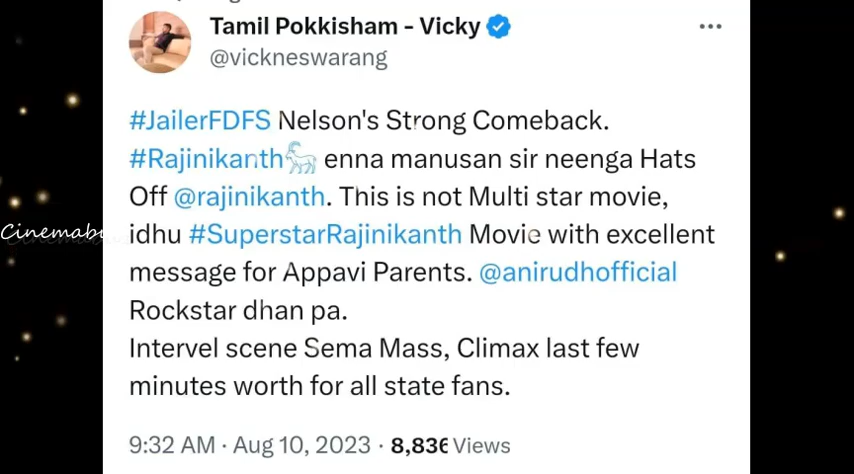 Tamil Pokkisham - Vicky
@vickneswarang
#JailerFDFS Nelson's Strong Comeback.
#Rajinikanth🐐 enna manusan sir neenga Hats
Off @rajinikanth. This is not Multi star movie,
idhu #SuperstarRajinikanth Movie with excellent
message for Appavi Parents. @anirudhofficial
Rockstar dhan pa.
Intervel scene Sema Mass, Climax last few
minutes worth for all state fans.
9:32 AM · Aug 10, 2023 · 8,836 Views